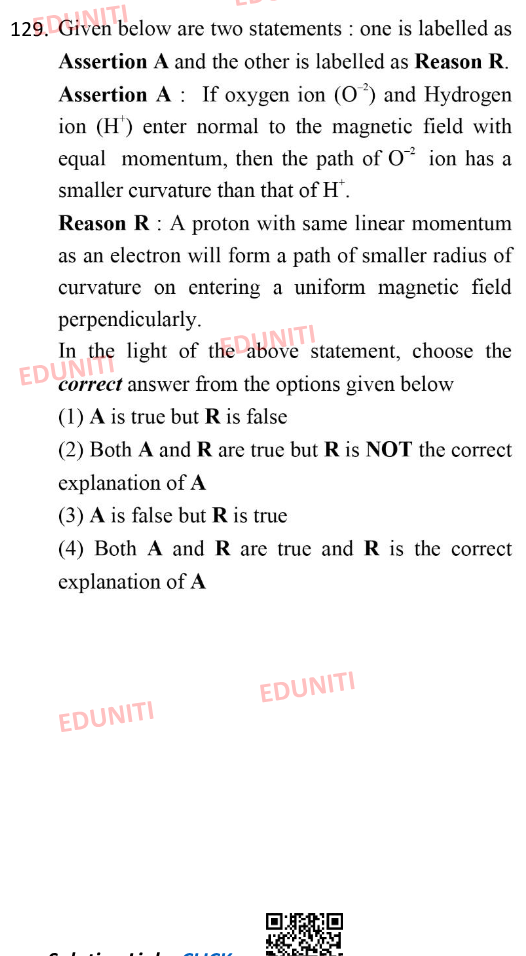 EDUNITI
129. Given below are two statements : one is labelled as
Assertion A and the other is labelled as Reason R.
Assertion A : If oxygen ion (O⁻²) and Hydrogen
ion (H⁺) enter normal to the magnetic field with
equal momentum, then the path of O⁻² ion has a
smaller curvature than that of H⁺.
Reason R : A proton with same linear momentum
as an electron will form a path of smaller radius of
curvature on entering a uniform magnetic field
perpendicularly.
EDUNITI
In the light of the above statement, choose the
EDUNITI
correct answer from the options given below
(1) A is true but R is false
(2) Both A and R are true but R is NOT the correct
explanation of A
(3) A is false but R is true
(4) Both A and R are true and R is the correct
explanation of A
EDUNITI
EDUNITI